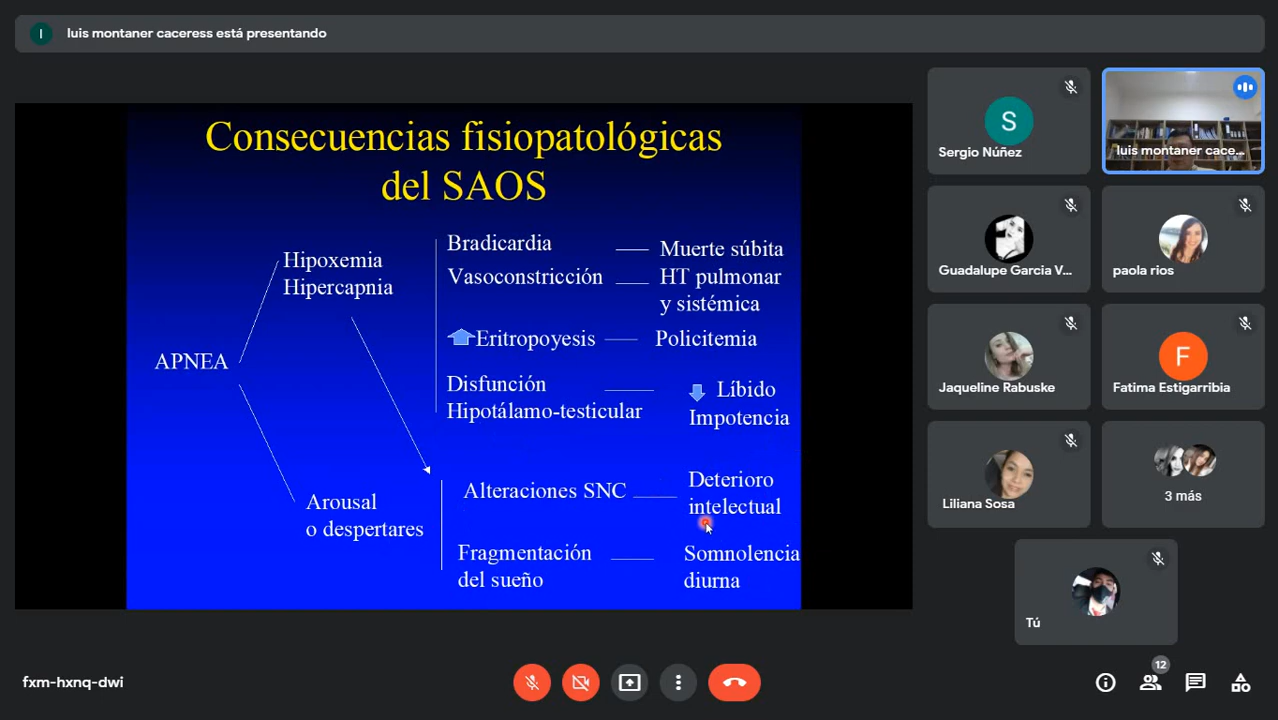 I
luis montaner caceress está presentando
Consecuencias fisiopatológicas
del SAOS
APNEA
Hipoxemia
Hipercapnia
Arousal
o despertares
Bradicardia
Muerte súbita
Vasoconstricción
HT pulmonar
y sistémica
Eritropoyesis
Policitemia
Disfunción
Hipotálamo-testicular
Líbido
Impotencia
Alteraciones SNC
Deterioro
intelectual
Fragmentación
del sueño
Somnolencia
diurna
S
Sergio Núñez
luis montaner cace...
Guadalupe Garcia V...
paola rios
Jaqueline Rabuske
F
Fatima Estigarribia
Liliana Sosa
3 más
Tú
fxm-hxnq-dwi
12